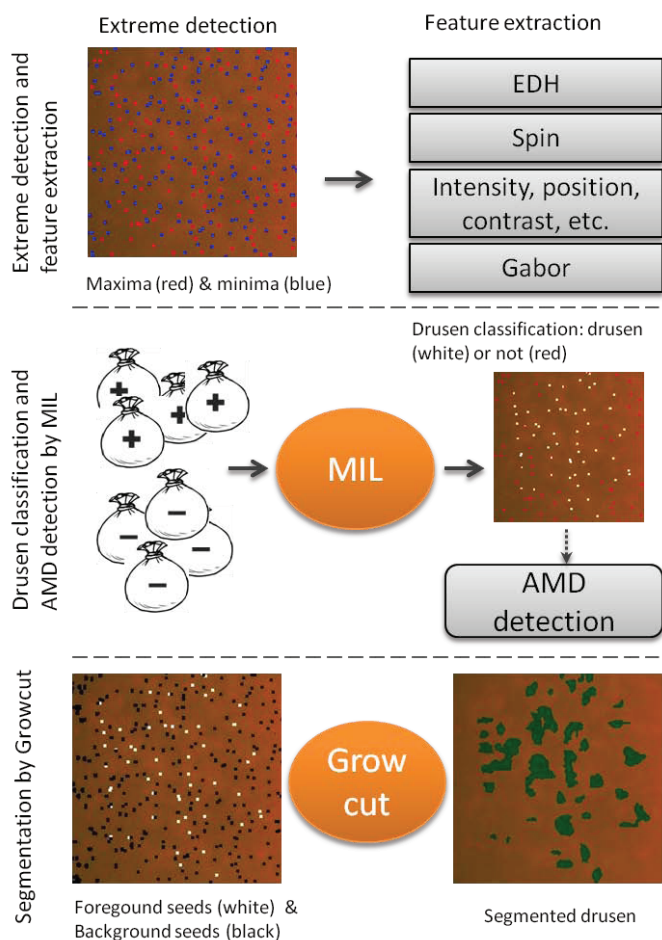 Extreme detection
Feature extraction
Extreme detection and
feature extraction
EDH
Spin
Intensity, position,
contrast, etc.
Gabor
Maxima (red) & minima (blue)
Drusen classification and
AMD detection by MIL
+
+
+
+
−
−
−
−
MIL
Drusen classification: drusen
(white) or not (red)
AMD
detection
Segmentation by Growcut
Grow
cut
Foregound seeds (white) &
Background seeds (black)
Segmented drusen